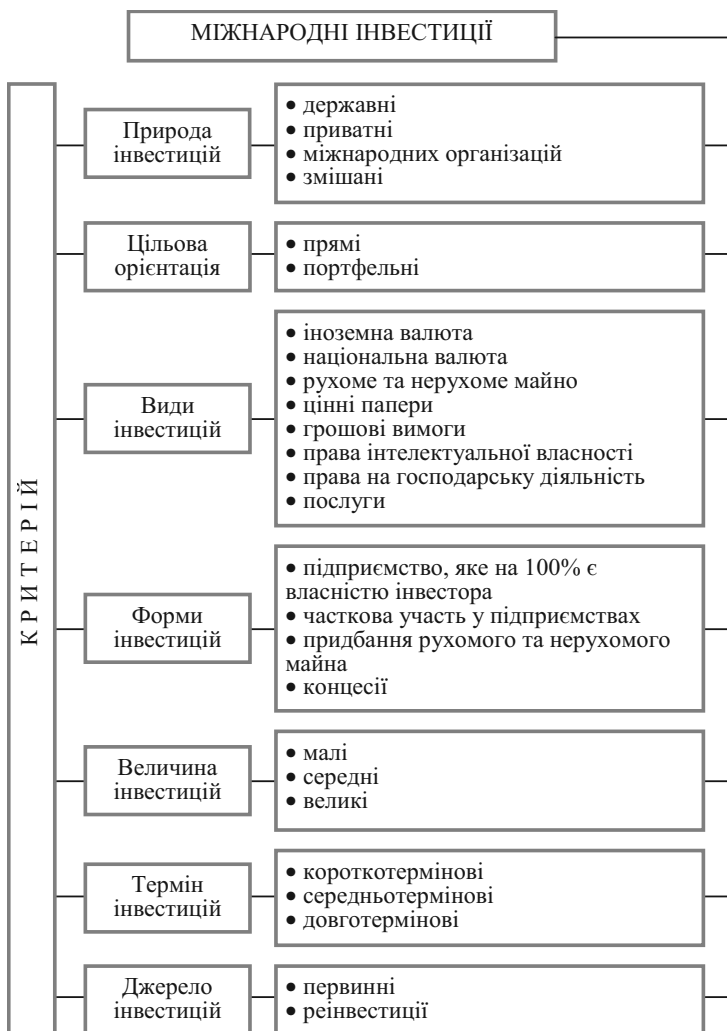 МІЖНАРОДНІ ІНВЕСТИЦІЇ
КРИТЕРІЙ
Природа
інвестицій
• державні
• приватні
• міжнародних організацій
• змішані
Цільова
орієнтація
• прямі
• портфельні
Види
інвестицій
• іноземна валюта
• національна валюта
• рухоме та нерухоме майно
• цінні папери
• грошові вимоги
• права інтелектуальної власності
• права на господарську діяльність
• послуги
Форми
інвестицій
• підприємство, яке на 100% є
власністю інвестора
• часткова участь у підприємствах
• придбання рухомого та нерухомого
майна
• концесії
Величина
інвестицій
• малі
• середні
• великі
Термін
інвестицій
• короткотермінові
• середньотермінові
• довготермінові
Джерело
інвестицій
• первинні
• реінвестиції